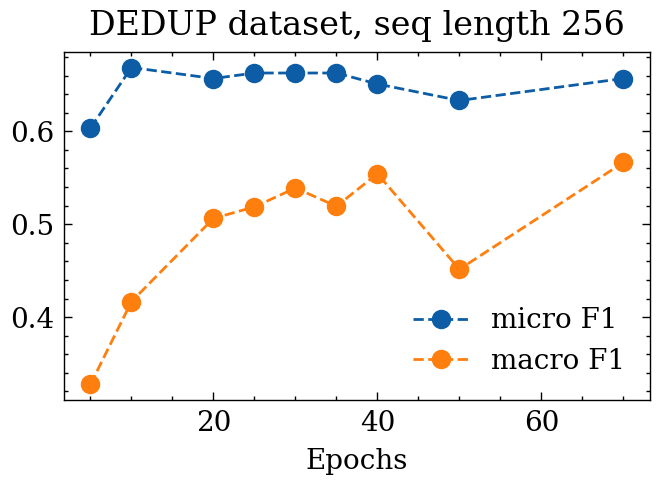 DEDUP dataset, seq length 256
0.6
0.5
0.4
micro F1
macro F1
20 40 60
Epochs